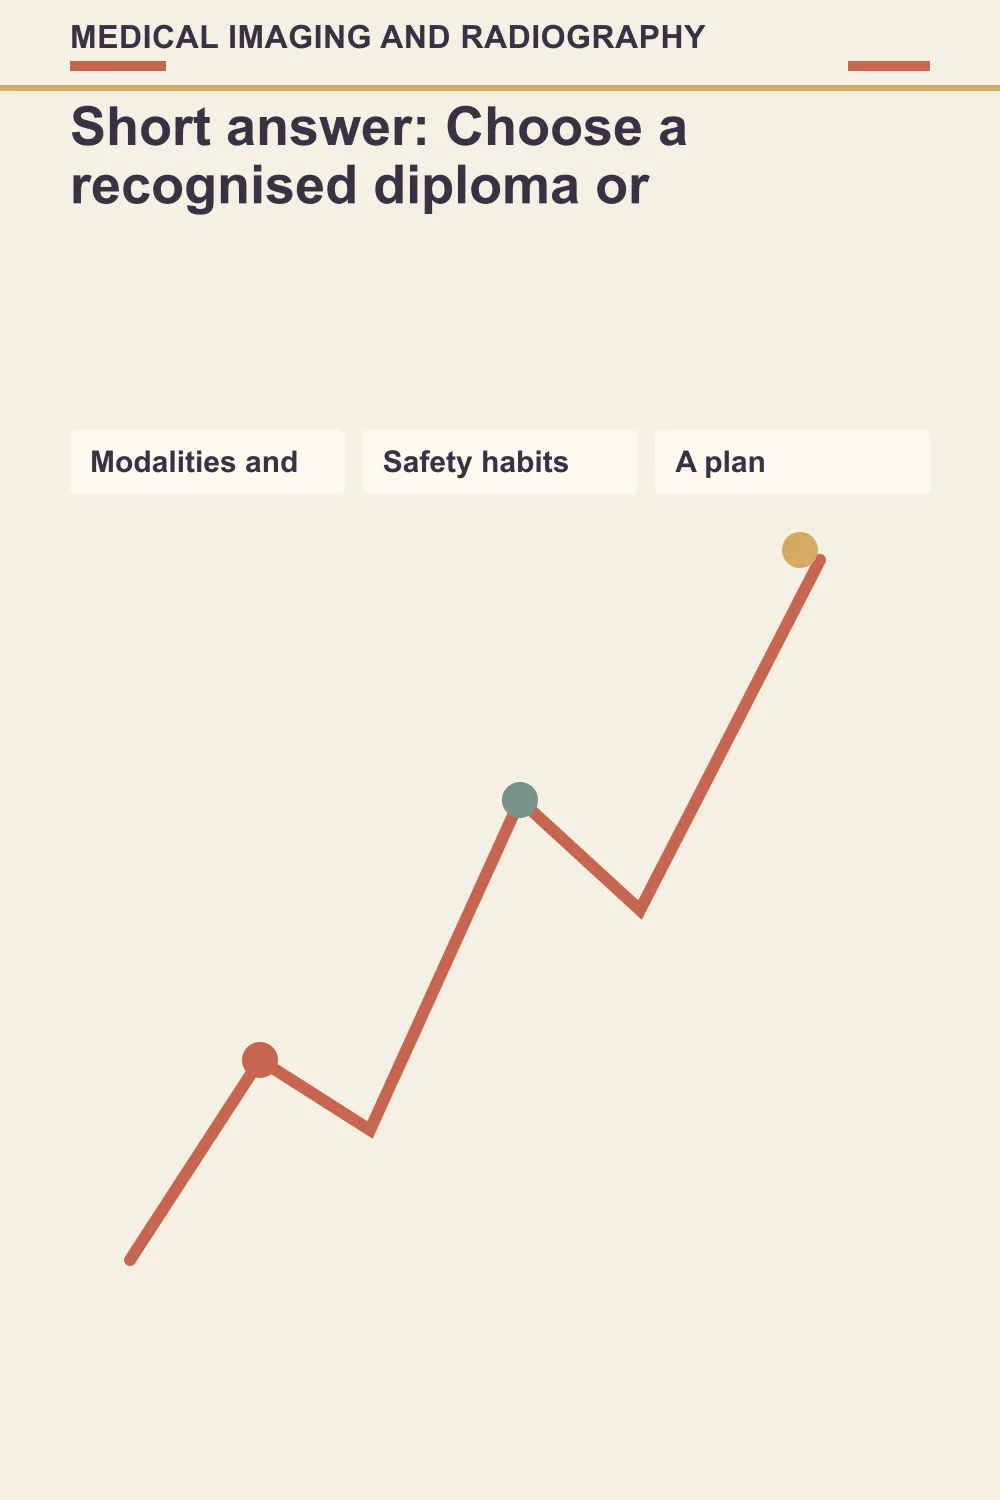 MEDICAL IMAGING AND RADIOGRAPHY
Short answer: Choose a
recognised diploma or
Modalities and
Safety habits
A plan